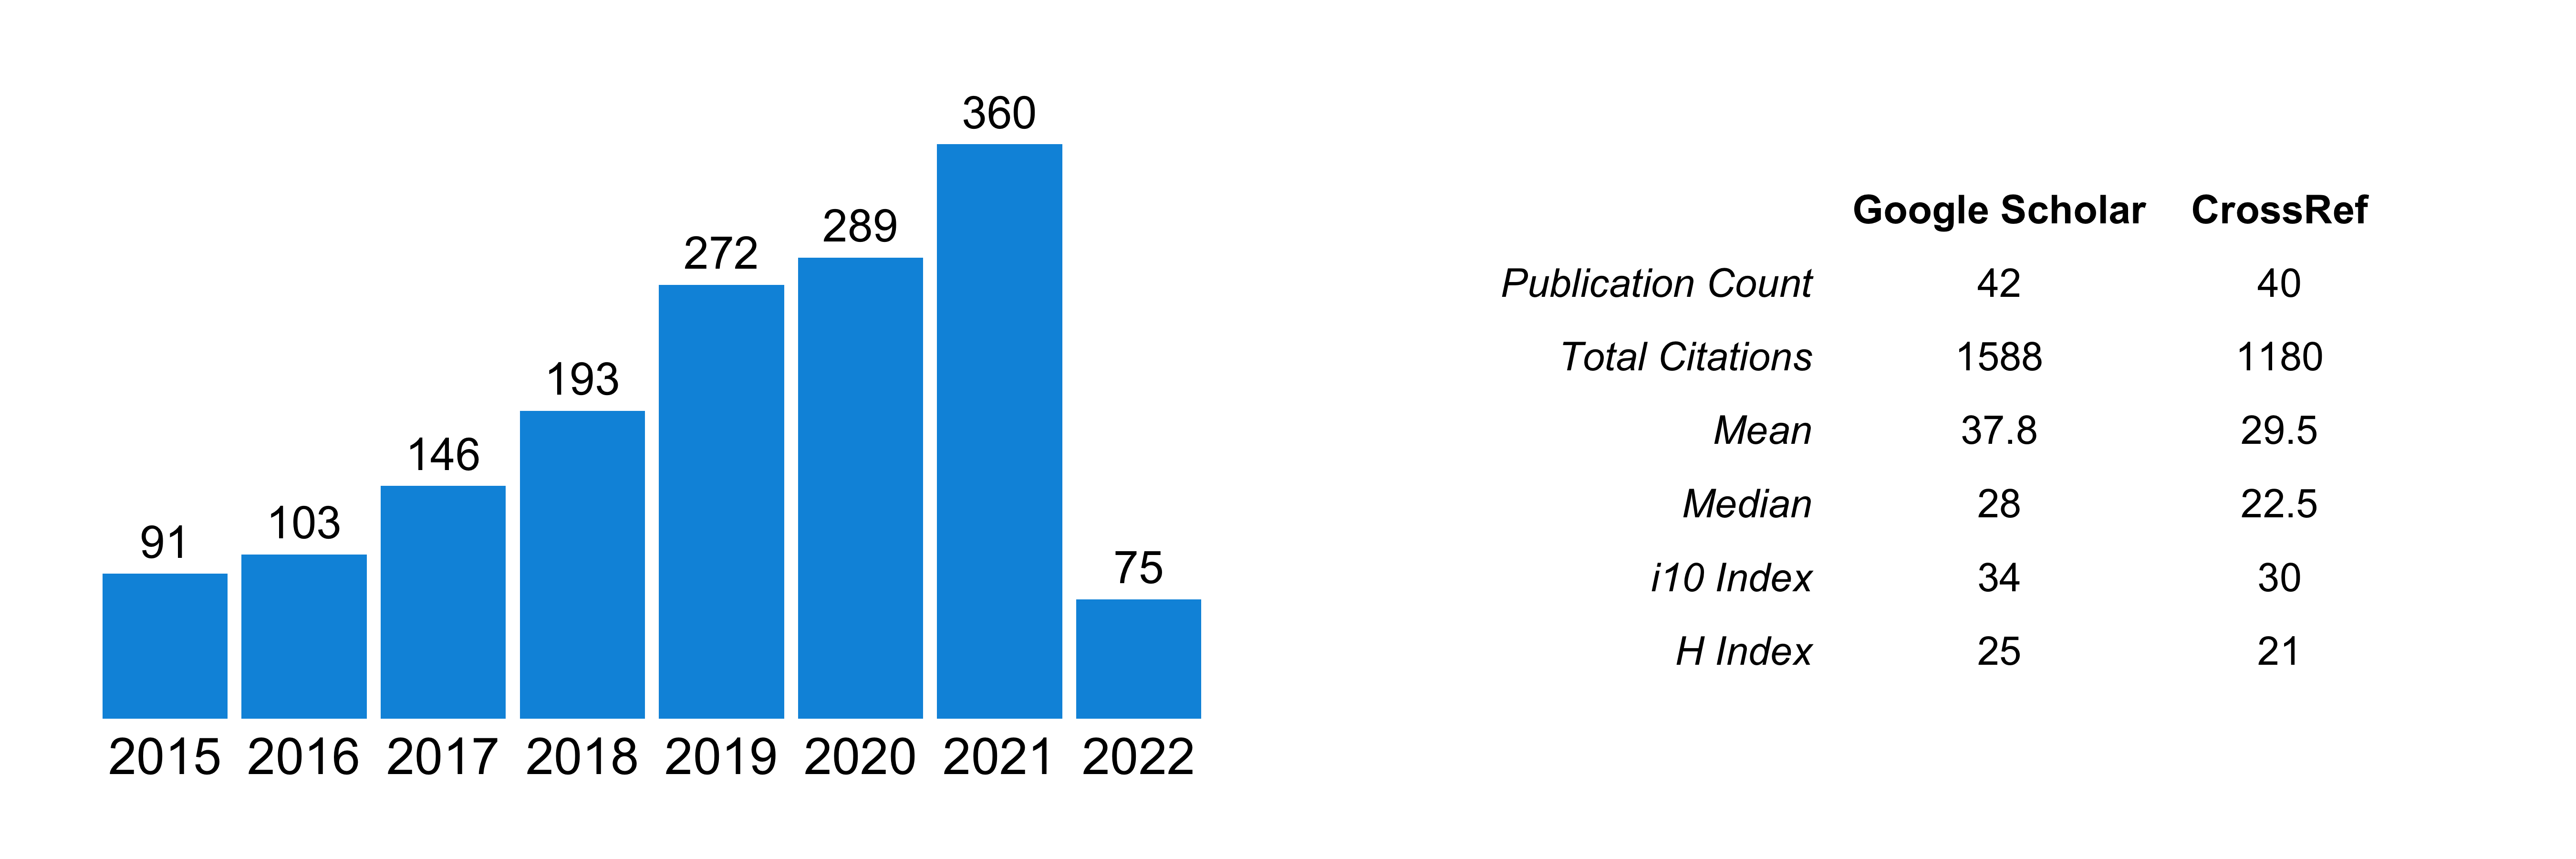 360
289
272
193
146
103
91
75
2015 2016 2017 2018 2019 2020 2021 2022
Google Scholar CrossRef
Publication Count 42 40
Total Citations 1588 1180
Mean 37.8 29.5
Median 28 22.5
i10 Index 34 30
H Index 25 21